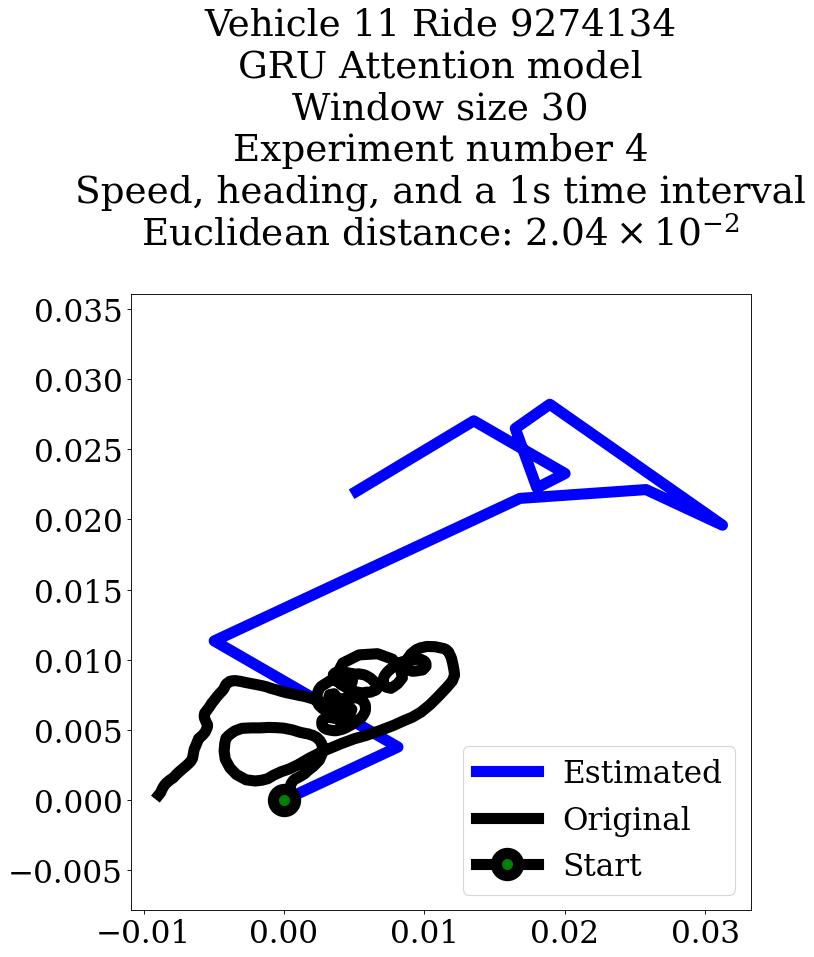 Vehicle 11 Ride 9274134
GRU Attention model
Window size 30
Experiment number 4
Speed, heading, and a 1s time interval
Euclidean distance: 2.04 × 10⁻²
0.035
0.030
0.025
0.020
0.015
0.010
0.005
0.000
−0.005
Estimated
Original
Start
−0.01 0.00 0.01 0.02 0.03